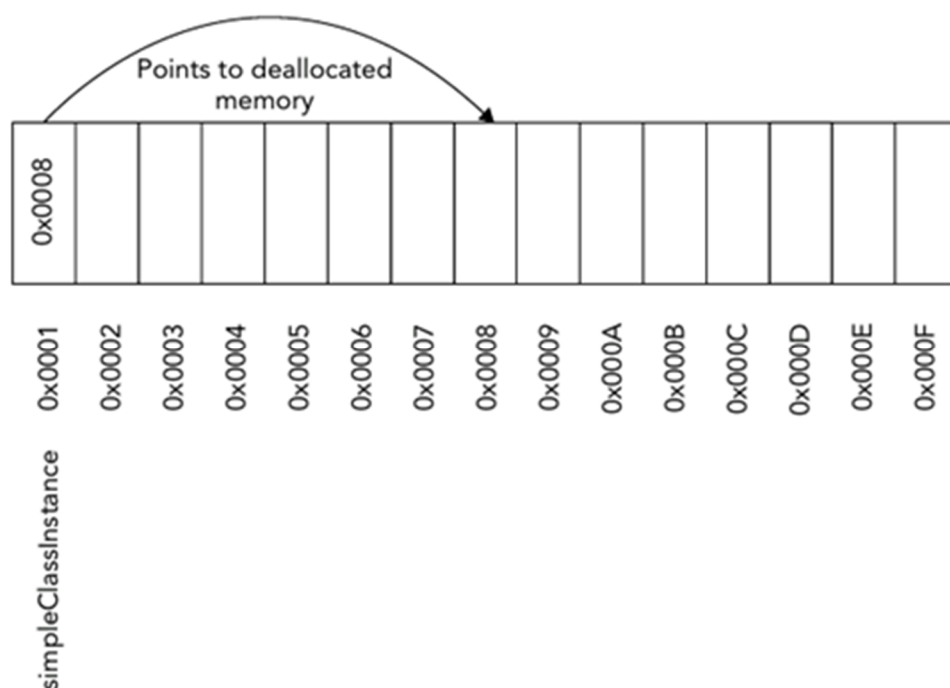 Points to deallocated
memory
0x0008
0x0001
0x0002
0x0003
0x0004
0x0005
0x0006
0x0007
0x0008
0x0009
0x000A
0x000B
0x000C
0x000D
0x000E
0x000F
simpleClassInstance